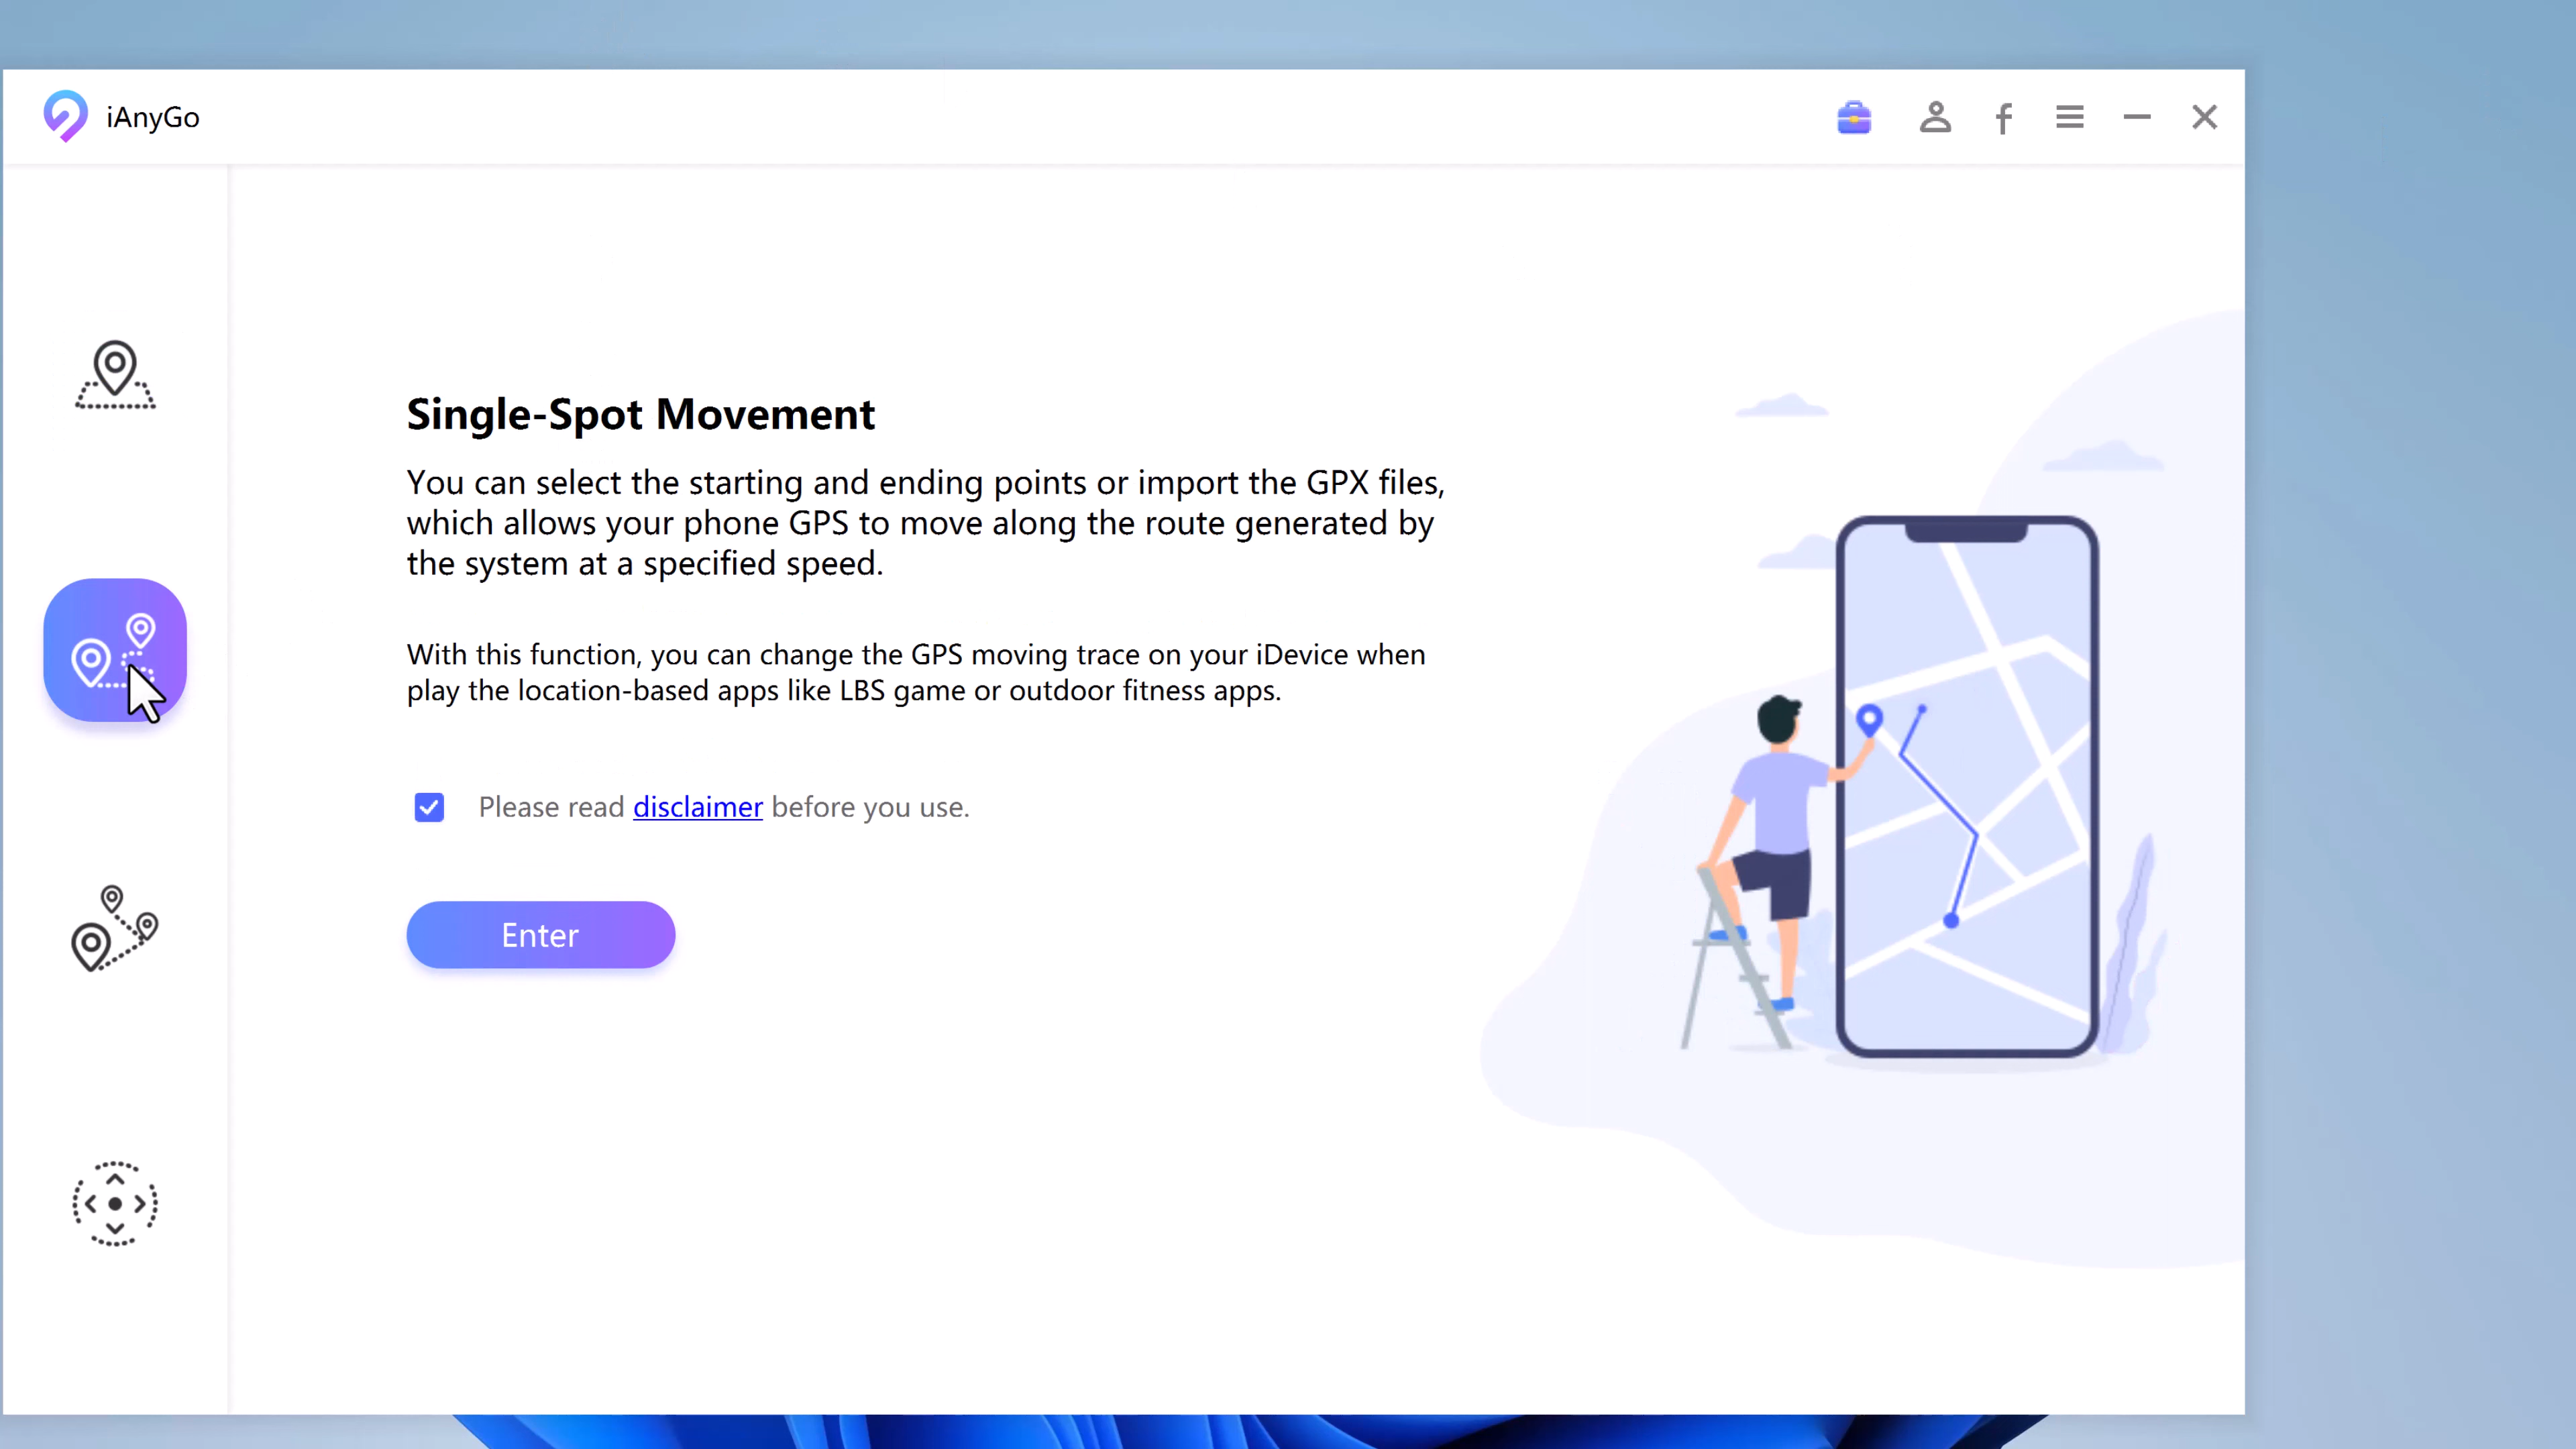 iAnyGo
Single-Spot Movement
You can select the starting and ending points or import the GPX files,
which allows your phone GPS to move along the route generated by
the system at a specified speed.
With this function, you can change the GPS moving trace on your iDevice when
play the location-based apps like LBS game or outdoor fitness apps.
Please read disclaimer before you use.
Enter